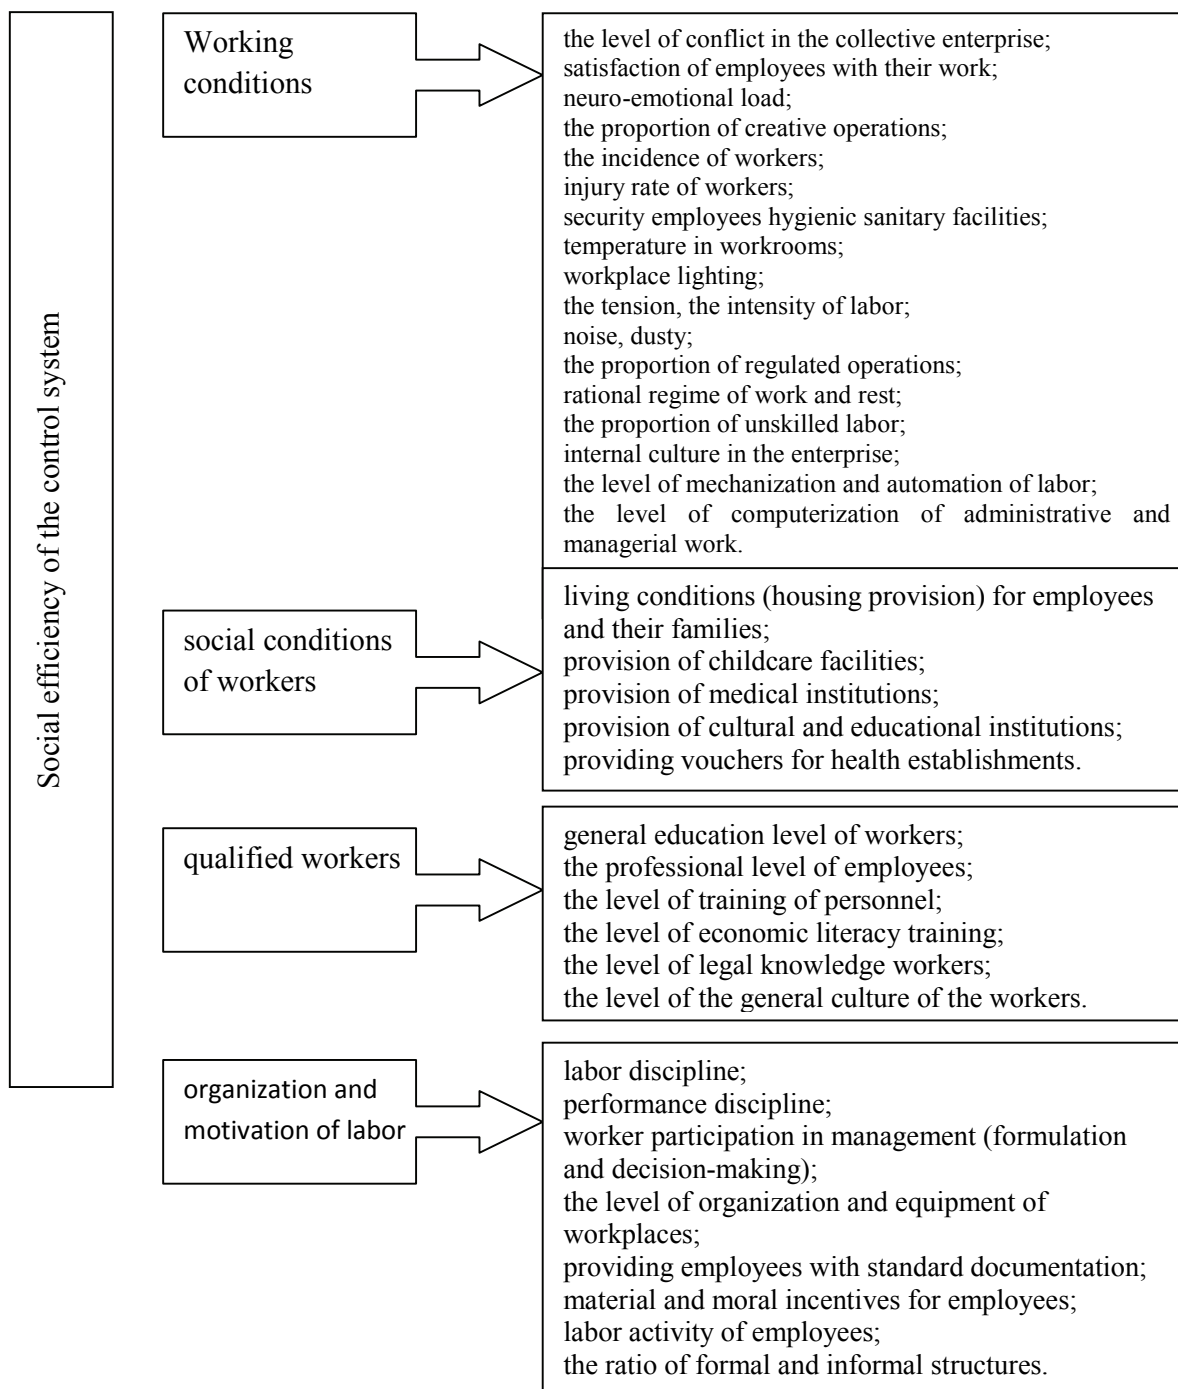 Social efficiency of the control system
Working
conditions
the level of conflict in the collective enterprise;
satisfaction of employees with their work;
neuro-emotional load;
the proportion of creative operations;
the incidence of workers;
injury rate of workers;
security employees hygienic sanitary facilities;
temperature in workrooms;
workplace lighting;
the tension, the intensity of labor;
noise, dusty;
the proportion of regulated operations;
rational regime of work and rest;
the proportion of unskilled labor;
internal culture in the enterprise;
the level of mechanization and automation of labor;
the level of computerization of administrative and
managerial work.
social conditions
of workers
living conditions (housing provision) for employees
and their families;
provision of childcare facilities;
provision of medical institutions;
provision of cultural and educational institutions;
providing vouchers for health establishments.
qualified workers
general education level of workers;
the professional level of employees;
the level of training of personnel;
the level of economic literacy training;
the level of legal knowledge workers;
the level of the general culture of the workers.
organization and
motivation of labor
labor discipline;
performance discipline;
worker participation in management (formulation
and decision-making);
the level of organization and equipment of
workplaces;
providing employees with standard documentation;
material and moral incentives for employees;
labor activity of employees;
the ratio of formal and informal structures.